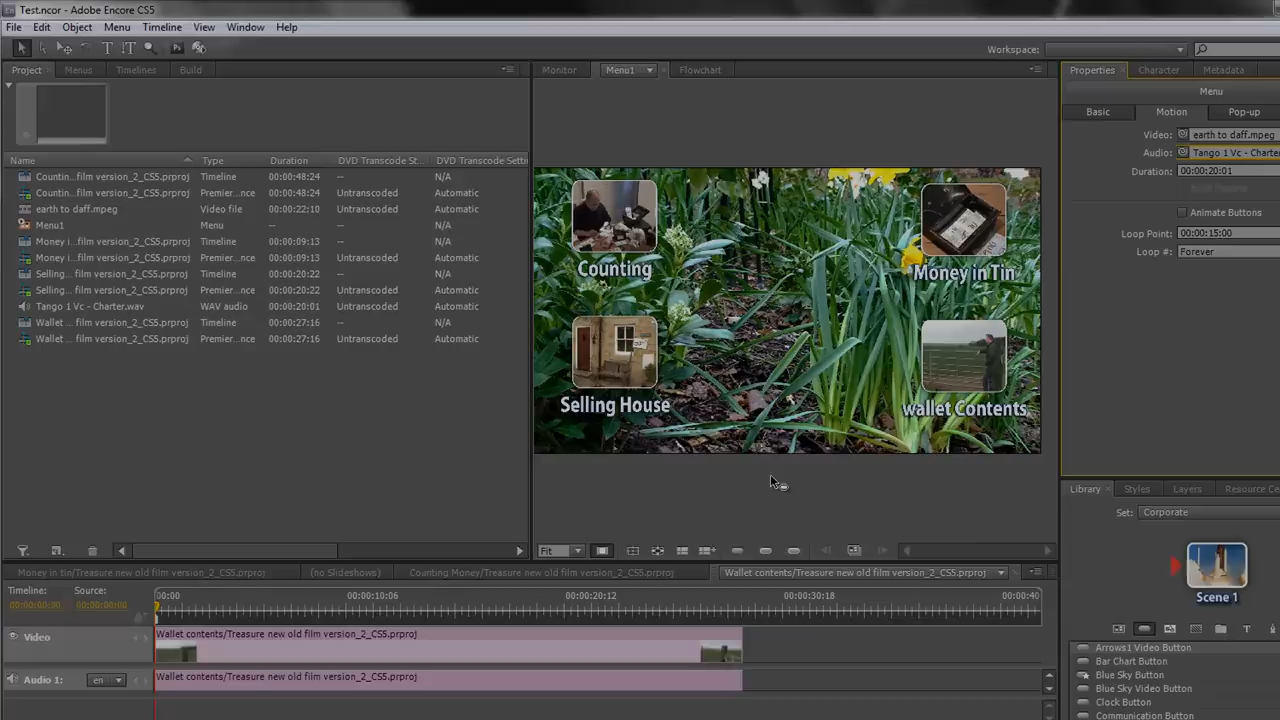 Test.ncor - Adobe Encore CS5
File Edit Object Menu Timeline View Window Help
Workspace:
Project Menus Timelines Build
Monitor Menu1 Flowchart
Properties Character Metadata
Menu
Basic Motion Pop-up
Video: earth to daff.mpeg
Audio: Tango 1 Vc - Charter
Duration: 00:00:20:01
Animate Buttons
Loop Point: 00:00:15:00
Loop #: Forever
Name Type Duration DVD Transcode St... DVD Transcode Setti
Countin...film version_2_CS5.prproj Timeline 00:00:48:24 -- N/A
Countin...film version_2_CS5.prproj Premier...nce 00:00:48:24 Untranscoded Automatic
earth to daff.mpeg Video file 00:00:22:10 Untranscoded Automatic
Menu1 Menu -- -- N/A
Money i...film version_2_CS5.prproj Timeline 00:00:09:13 -- N/A
Money i...film version_2_CS5.prproj Premier...nce 00:00:09:13 Untranscoded Automatic
Selling...film version_2_CS5.prproj Timeline 00:00:20:22 -- N/A
Selling...film version_2_CS5.prproj Premier...nce 00:00:20:22 Untranscoded Automatic
Tango 1 Vc - Charter.wav WAV audio 00:00:20:01 Untranscoded Automatic
Wallet ... film version_2_CS5.prproj Timeline 00:00:27:16 -- N/A
Wallet ... film version_2_CS5.prproj Premier...nce 00:00:27:16 Untranscoded Automatic
Counting
Money in Tin
Selling House
wallet Contents
Fit
Library Styles Layers Resource Ce
Set: Corporate
Scene 1
Arrows1 Video Button
Bar Chart Button
Blue Sky Button
Blue Sky Video Button
Clock Button
Communication Button
Money in tin/Treasure new old film version_2_CS5.prproj (no Slideshows) Counting Money/Treasure new old film version_2_CS5.prproj Wallet contents/Treasure new old film version_2_CS5.prproj
Timeline: Source:
00:00:00:00 00:00:00:00
00:00 00:00:10:06 00:00:20:12 00:00:30:18 00:00:40
Video Wallet contents/Treasure new old film version_2_CS5.prproj
Audio 1: en Wallet contents/Treasure new old film version_2_CS5.prproj